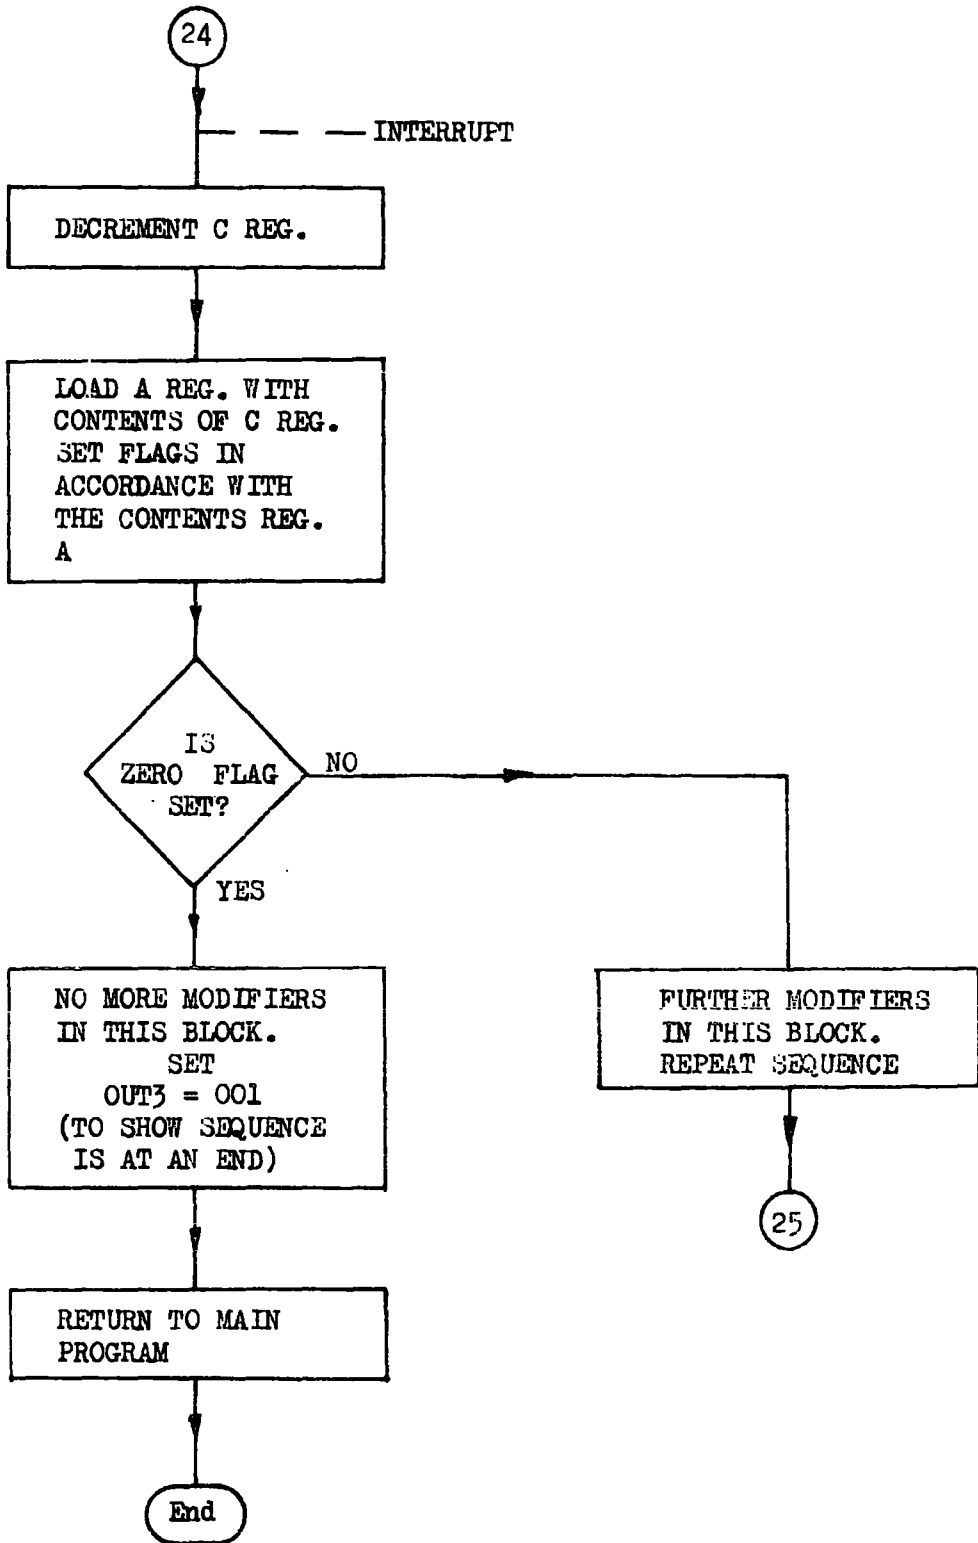 24
INTERRUPT
DECREMENT C REG.
LOAD A REG. WITH
CONTENTS OF C REG.
SET FLAGS IN
ACCORDANCE WITH
THE CONTENTS REG.
A
IS
ZERO FLAG
SET?
NO
YES
NO MORE MODIFIERS
IN THIS BLOCK.
SET
OUT3 = 001
(TO SHOW SEQUENCE
IS AT AN END)
FURTHER MODIFIERS
IN THIS BLOCK.
REPEAT SEQUENCE
25
RETURN TO MAIN
PROGRAM
End